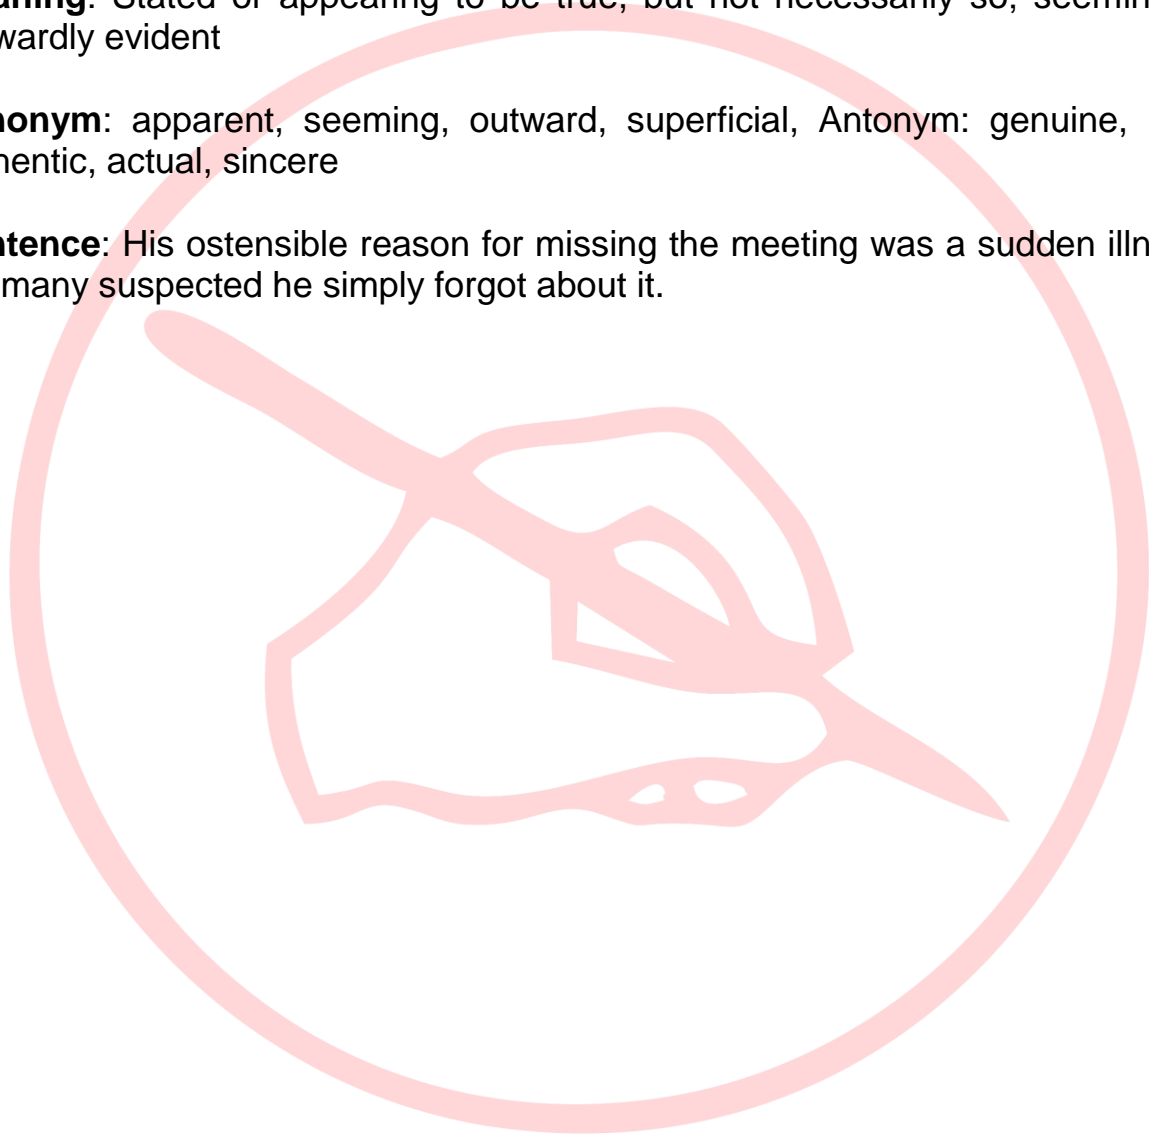 aning: Stated or appearing to be true, but not necessarily so, seemin
wardly evident
nonym: apparent, seeming, outward, superficial, Antonym: genuine,
hentic, actual, sincere
ntence: His ostensible reason for missing the meeting was a sudden illn
many suspected he simply forgot about it.